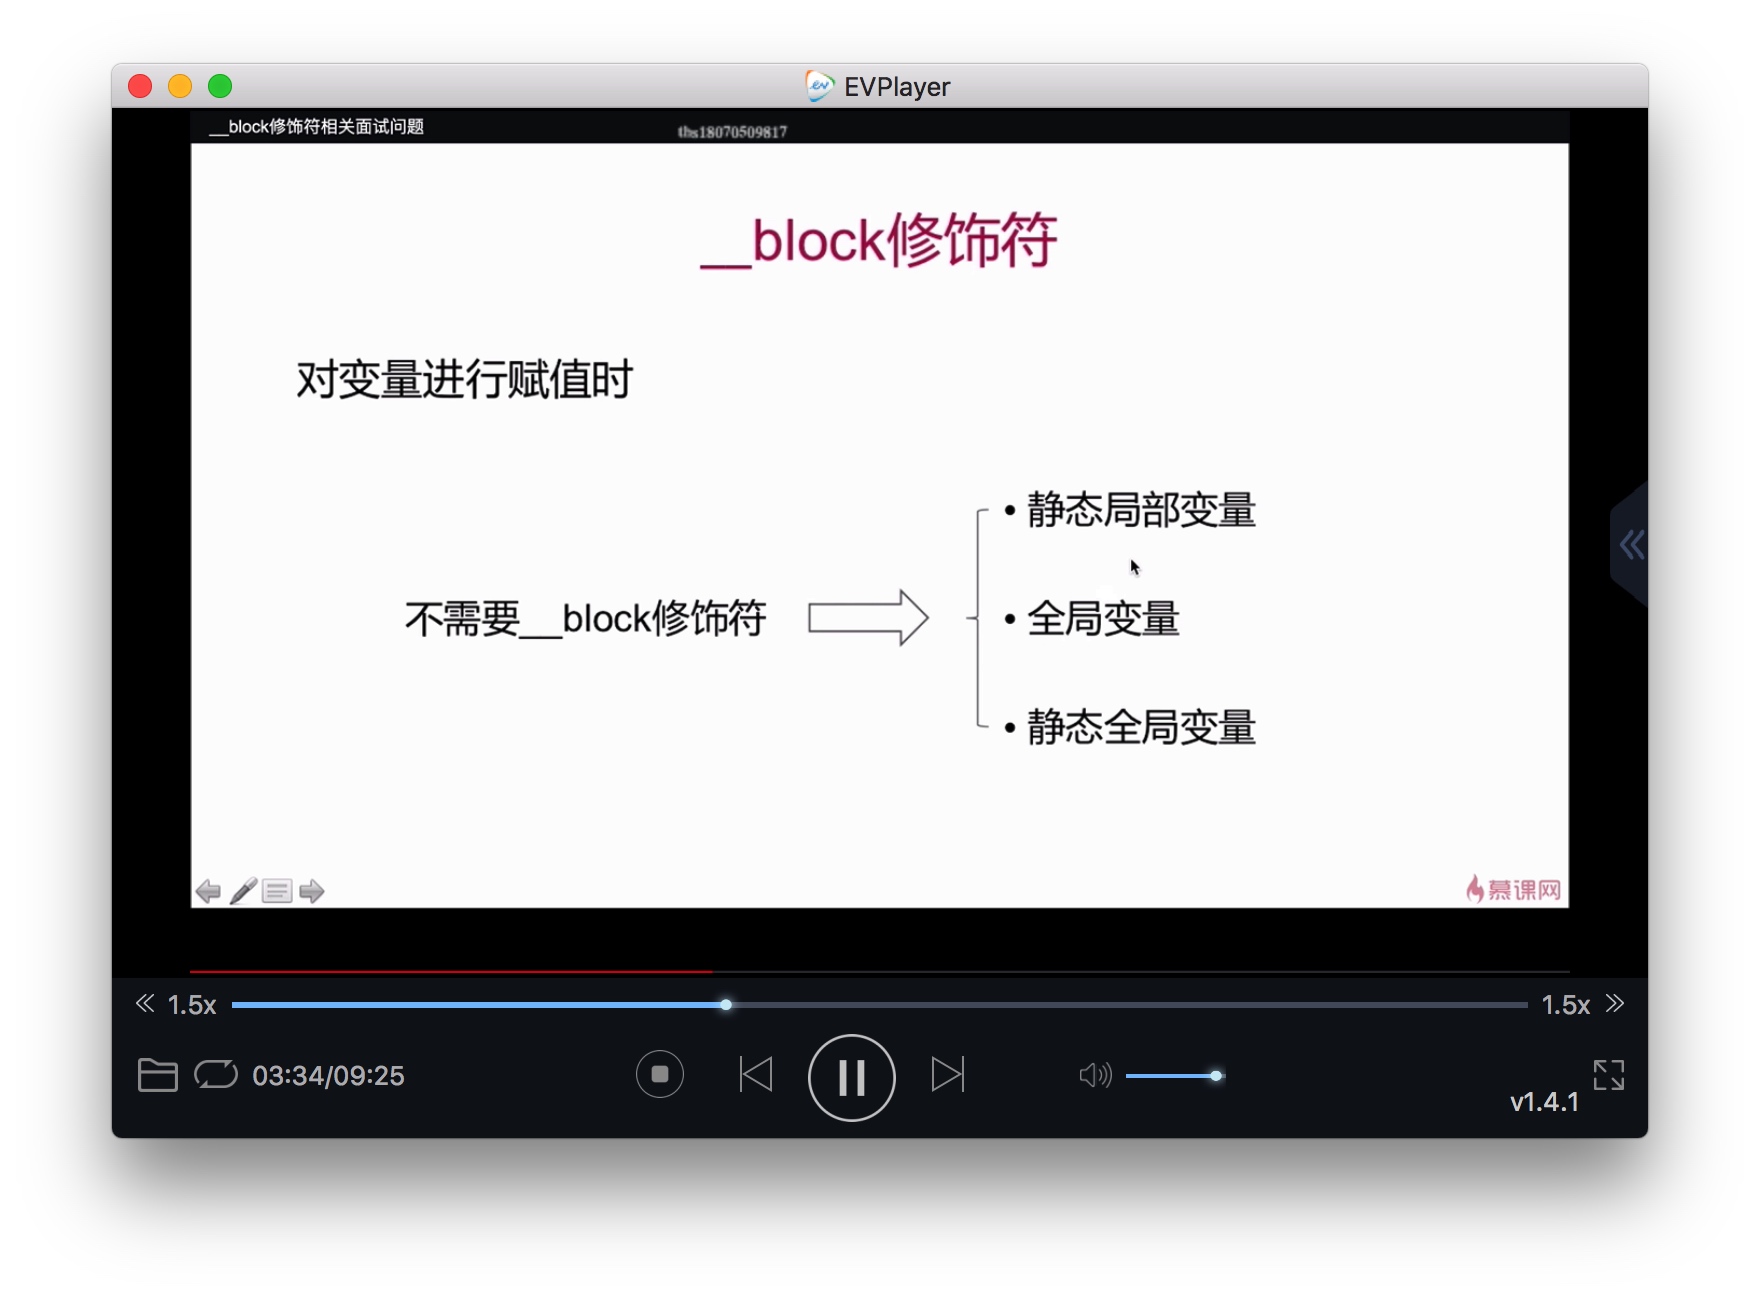 EVPlayer
__block修饰符相关面试问题
ths18070509817
__block修饰符
对变量进行赋值时
• 静态局部变量
不需要__block修饰符
• 全局变量
• 静态全局变量
慕课网
1.5x
1.5x
03:34/09:25
v1.4.1